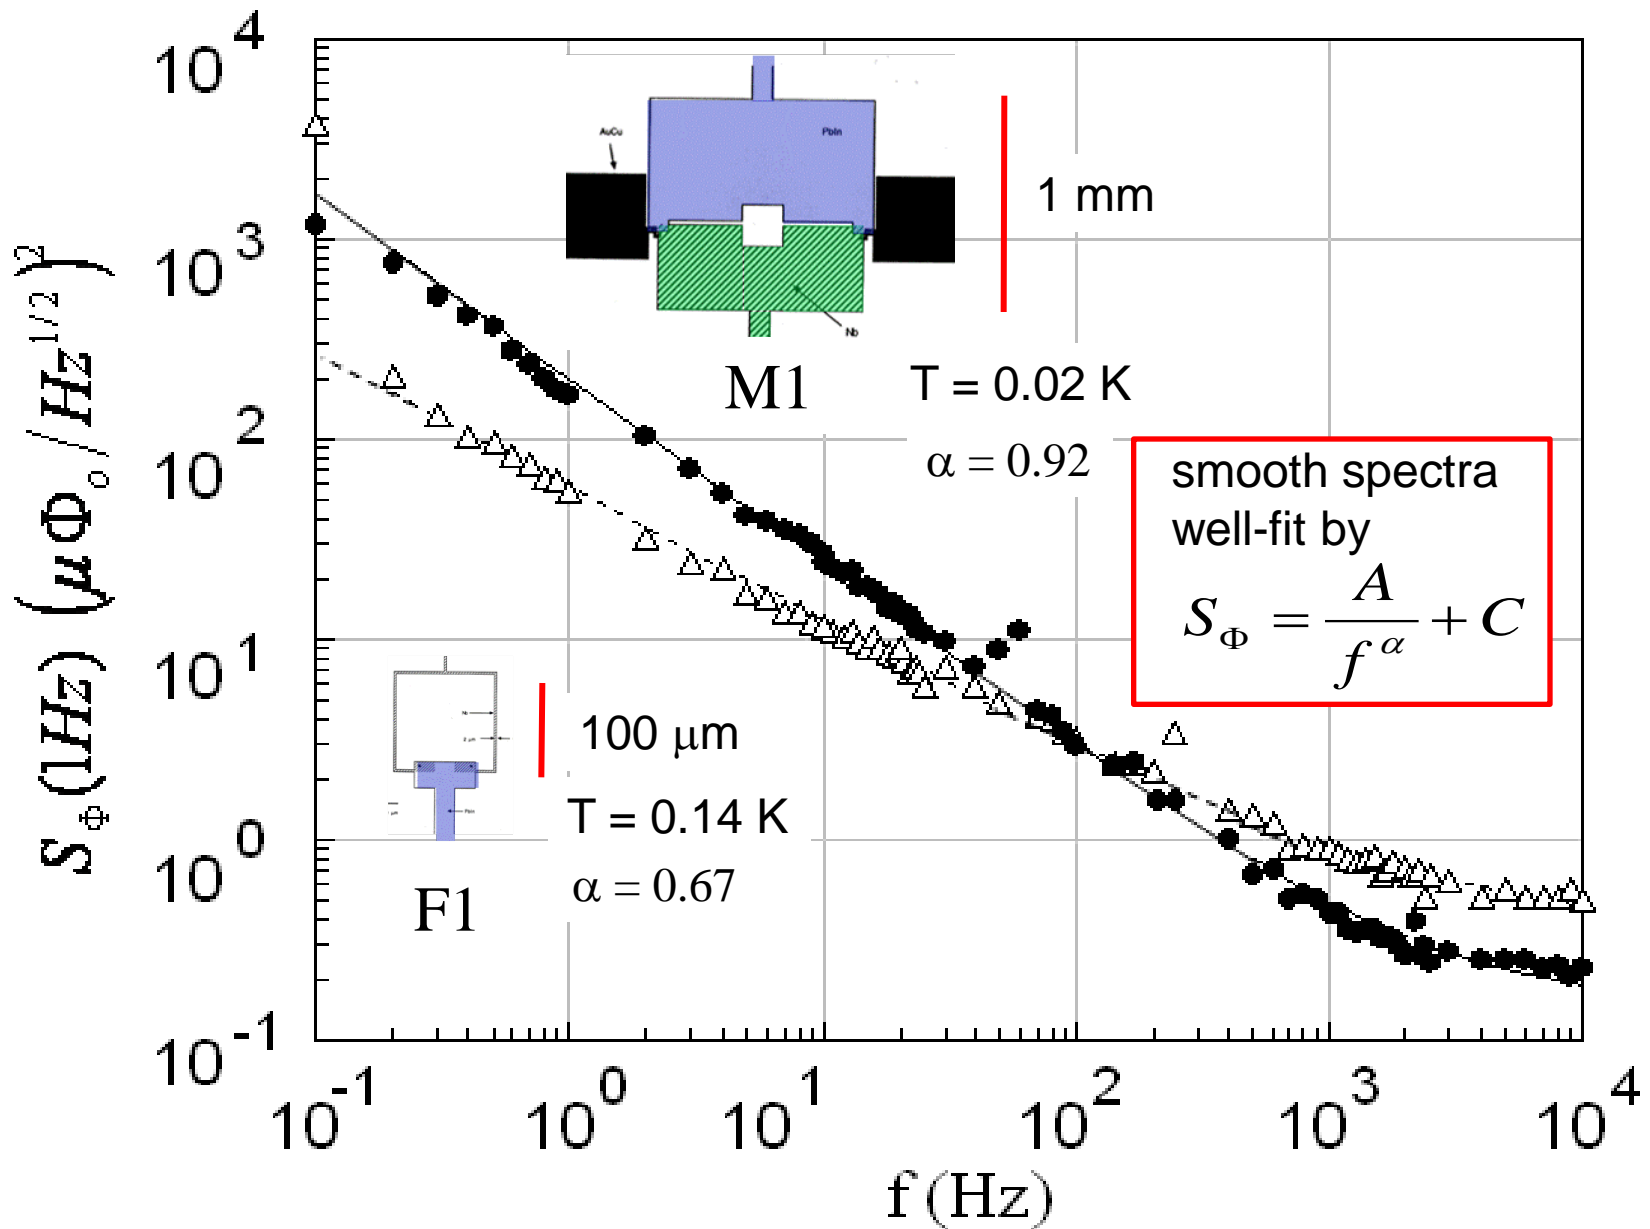 S_Φ(1Hz) (μΦ_o/Hz^{1/2})^2
10^4
10^3
10^2
10^1
10^0
10^-1
AuCu
PbIn
Nb
1 mm
M1
T = 0.02 K
α = 0.92
smooth spectra
well-fit by
S_Φ = A/f^α + C
100 μm
T = 0.14 K
α = 0.67
F1
10^-1 10^0 10^1 10^2 10^3 10^4
f (Hz)